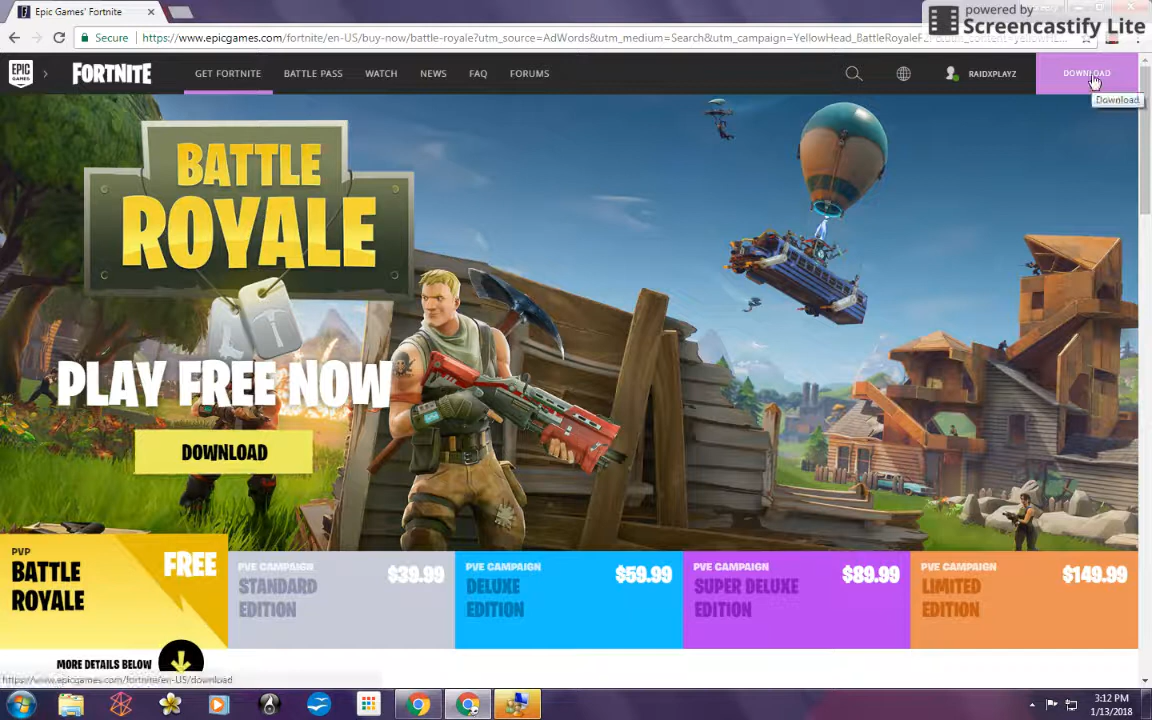 Epic Games' Fortnite
powered by
Screencastify Lite
Secure
https://www.epicgames.com/fortnite/en-US/buy-now/battle-royale?utm_source=AdWords&utm_medium=Search&utm_campaign=YellowHead_BattleRoyale
EPIC
GAMES
FORTNITE
GET FORTNITE
BATTLE PASS
WATCH
NEWS
FAQ
FORUMS
RAIDXPLAYZ
DOWNLOAD
Download
BATTLE
ROYALE
PLAY FREE NOW
DOWNLOAD
PVP
BATTLE
ROYALE
FREE
PVE CAMPAIGN
STANDARD
EDITION
$39.99
PVE CAMPAIGN
DELUXE
EDITION
$59.99
PVE CAMPAIGN
SUPER DELUXE
EDITION
$89.99
PVE CAMPAIGN
LIMITED
EDITION
$149.99
MORE DETAILS BELOW
https://www.epicgames.com/fortnite/en-US/download
3:12 PM
1/13/2018